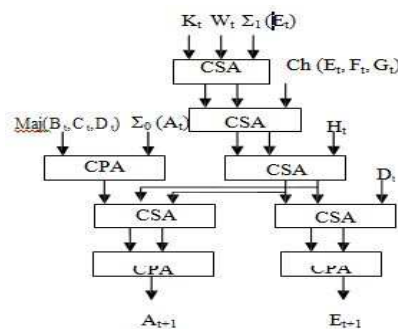 Kt Wt Σ1 (Et)
CSA
Ch (Et, Ft, Gt)
CSA
Maj(Bt,Ct,Dt) Σ0 (At)
Ht
CPA
CSA
Dt
CSA
CSA
CPA
CPA
At+1
Et+1